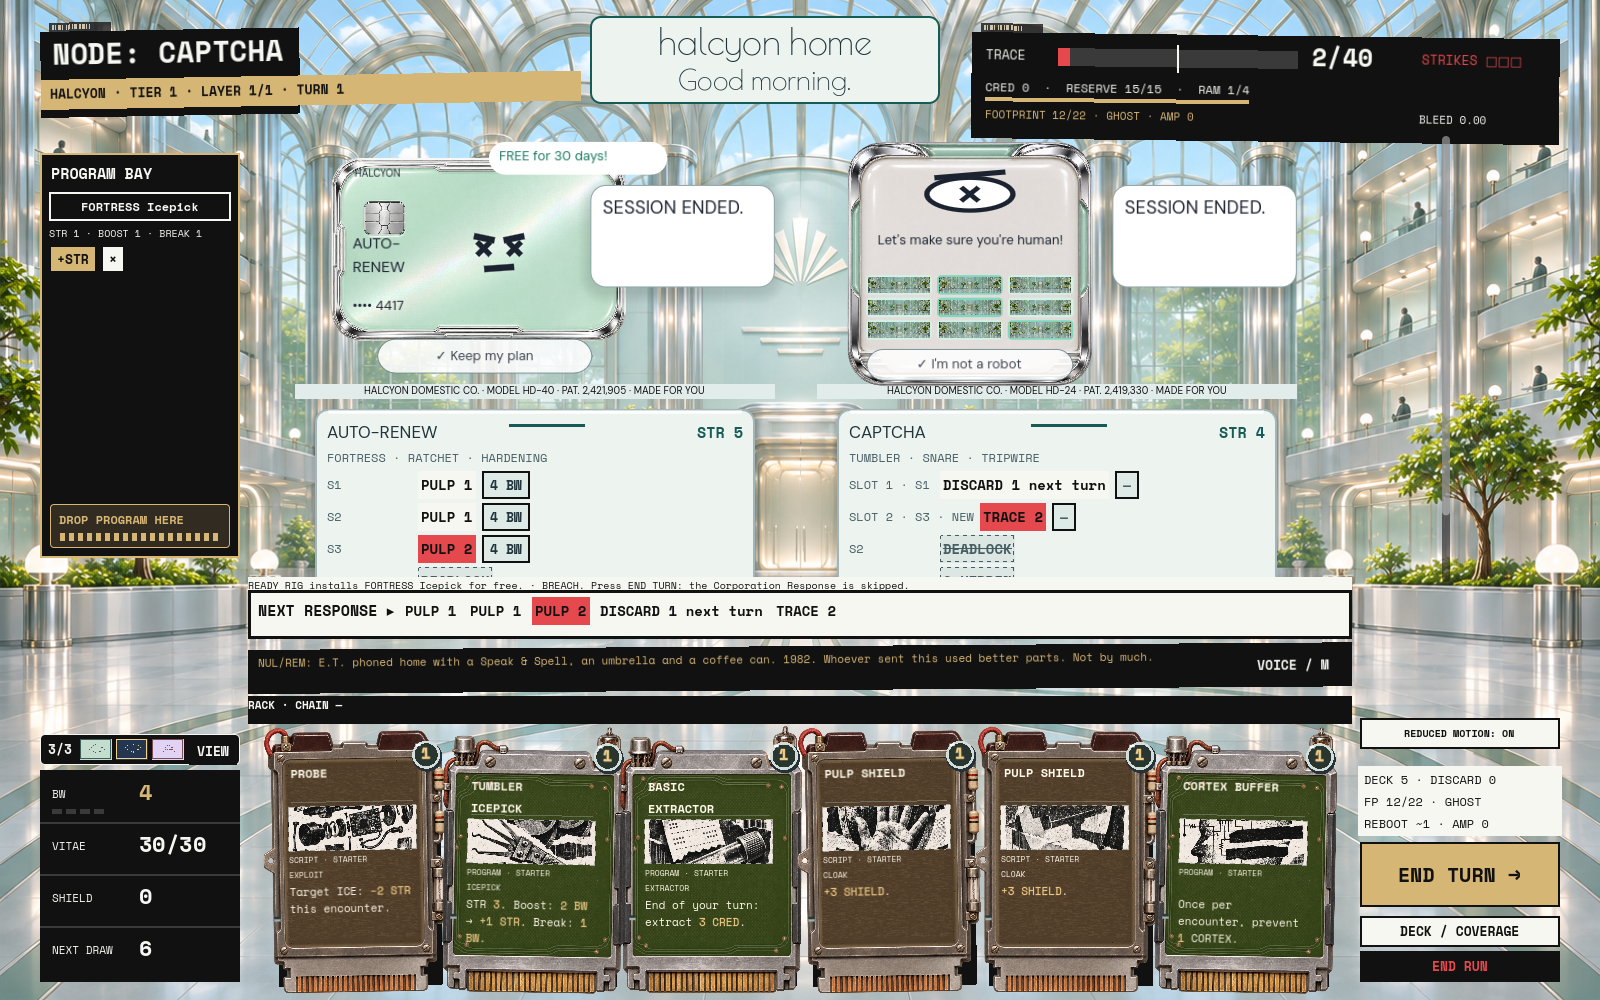 NODE: CAPTCHA
HALCYON · TIER 1 · LAYER 1/1 · TURN 1
halcyon home
Good morning.
TRACE
2/40
STRIKES □□□
CRED 0 · RESERVE 15/15 · RAM 1/4
FOOTPRINT 12/22 · GHOST · AMP 0
BLEED 0.00
PROGRAM BAY
FORTRESS Icepick
STR 1 · BOOST 1 · BREAK 1
+STR
×
DROP PROGRAM HERE
FREE for 30 days!
HALCYON
AUTO-
RENEW
•••• 4417
✓ Keep my plan
SESSION ENDED.
HALCYON DOMESTIC CO. · MODEL HD-40 · PAT. 2,421,905 · MADE FOR YOU
Let's make sure you're human!
✓ I'm not a robot
SESSION ENDED.
HALCYON DOMESTIC CO. · MODEL HD-24 · PAT. 2,419,330 · MADE FOR YOU
AUTO-RENEW
STR 5
FORTRESS · RATCHET · HARDENING
S1 PULP 1 4 BW
S2 PULP 1 4 BW
S3 PULP 2 4 BW
CAPTCHA
STR 4
TUMBLER · SNARE · TRIPWIRE
SLOT 1 · S1 DISCARD 1 next turn —
SLOT 2 · S3 · NEW TRACE 2 —
S2 DEADLOCK
READY RIG installs FORTRESS Icepick for free. · BREACH. Press END TURN: the Corporation Response is skipped.
NEXT RESPONSE ▸ PULP 1 PULP 1 PULP 2 DISCARD 1 next turn TRACE 2
NUL/REM: E.T. phoned home with a Speak & Spell, an umbrella and a coffee can. 1982. Whoever sent this used better parts. Not by much.
VOICE / M
RACK · CHAIN —
3/3
VIEW
BW 4
VITAE 30/30
SHIELD 0
NEXT DRAW 6
1
PROBE
SCRIPT · STARTER
EXPLOIT
Target ICE: -2 STR
this encounter.
1
TUMBLER
ICEPICK
PROGRAM · STARTER
ICEPICK
STR 3. Boost: 2 BW
→ +1 STR. Break: 1
BW.
1
BASIC
EXTRACTOR
PROGRAM · STARTER
EXTRACTOR
End of your turn:
extract 3 CRED.
1
PULP SHIELD
SCRIPT · STARTER
CLOAK
+3 SHIELD.
1
PULP SHIELD
SCRIPT · STARTER
CLOAK
+3 SHIELD.
1
CORTEX BUFFER
PROGRAM · STARTER
Once per
encounter, prevent
1 CORTEX.
REDUCED MOTION: ON
DECK 5 · DISCARD 0
FP 12/22 · GHOST
REBOOT ~1 · AMP 0
END TURN →
DECK / COVERAGE
END RUN